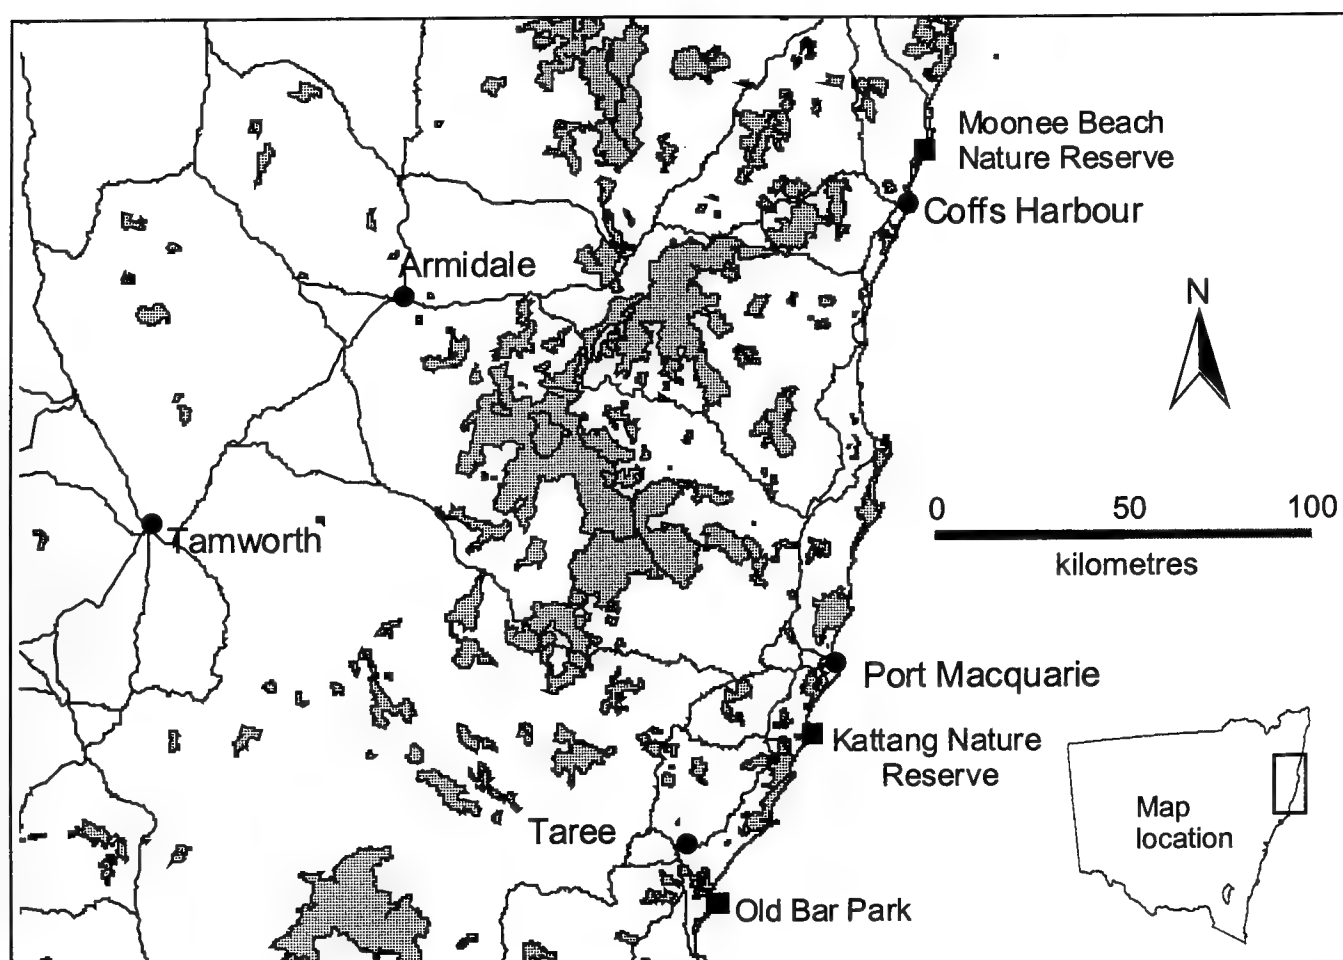 Moonee Beach
Nature Reserve
Coffs Harbour
Armidale
N
0 50 100
kilometres
Tamworth
Port Macquarie
Kattang Nature
Reserve
Map
location
Taree
Old Bar Park